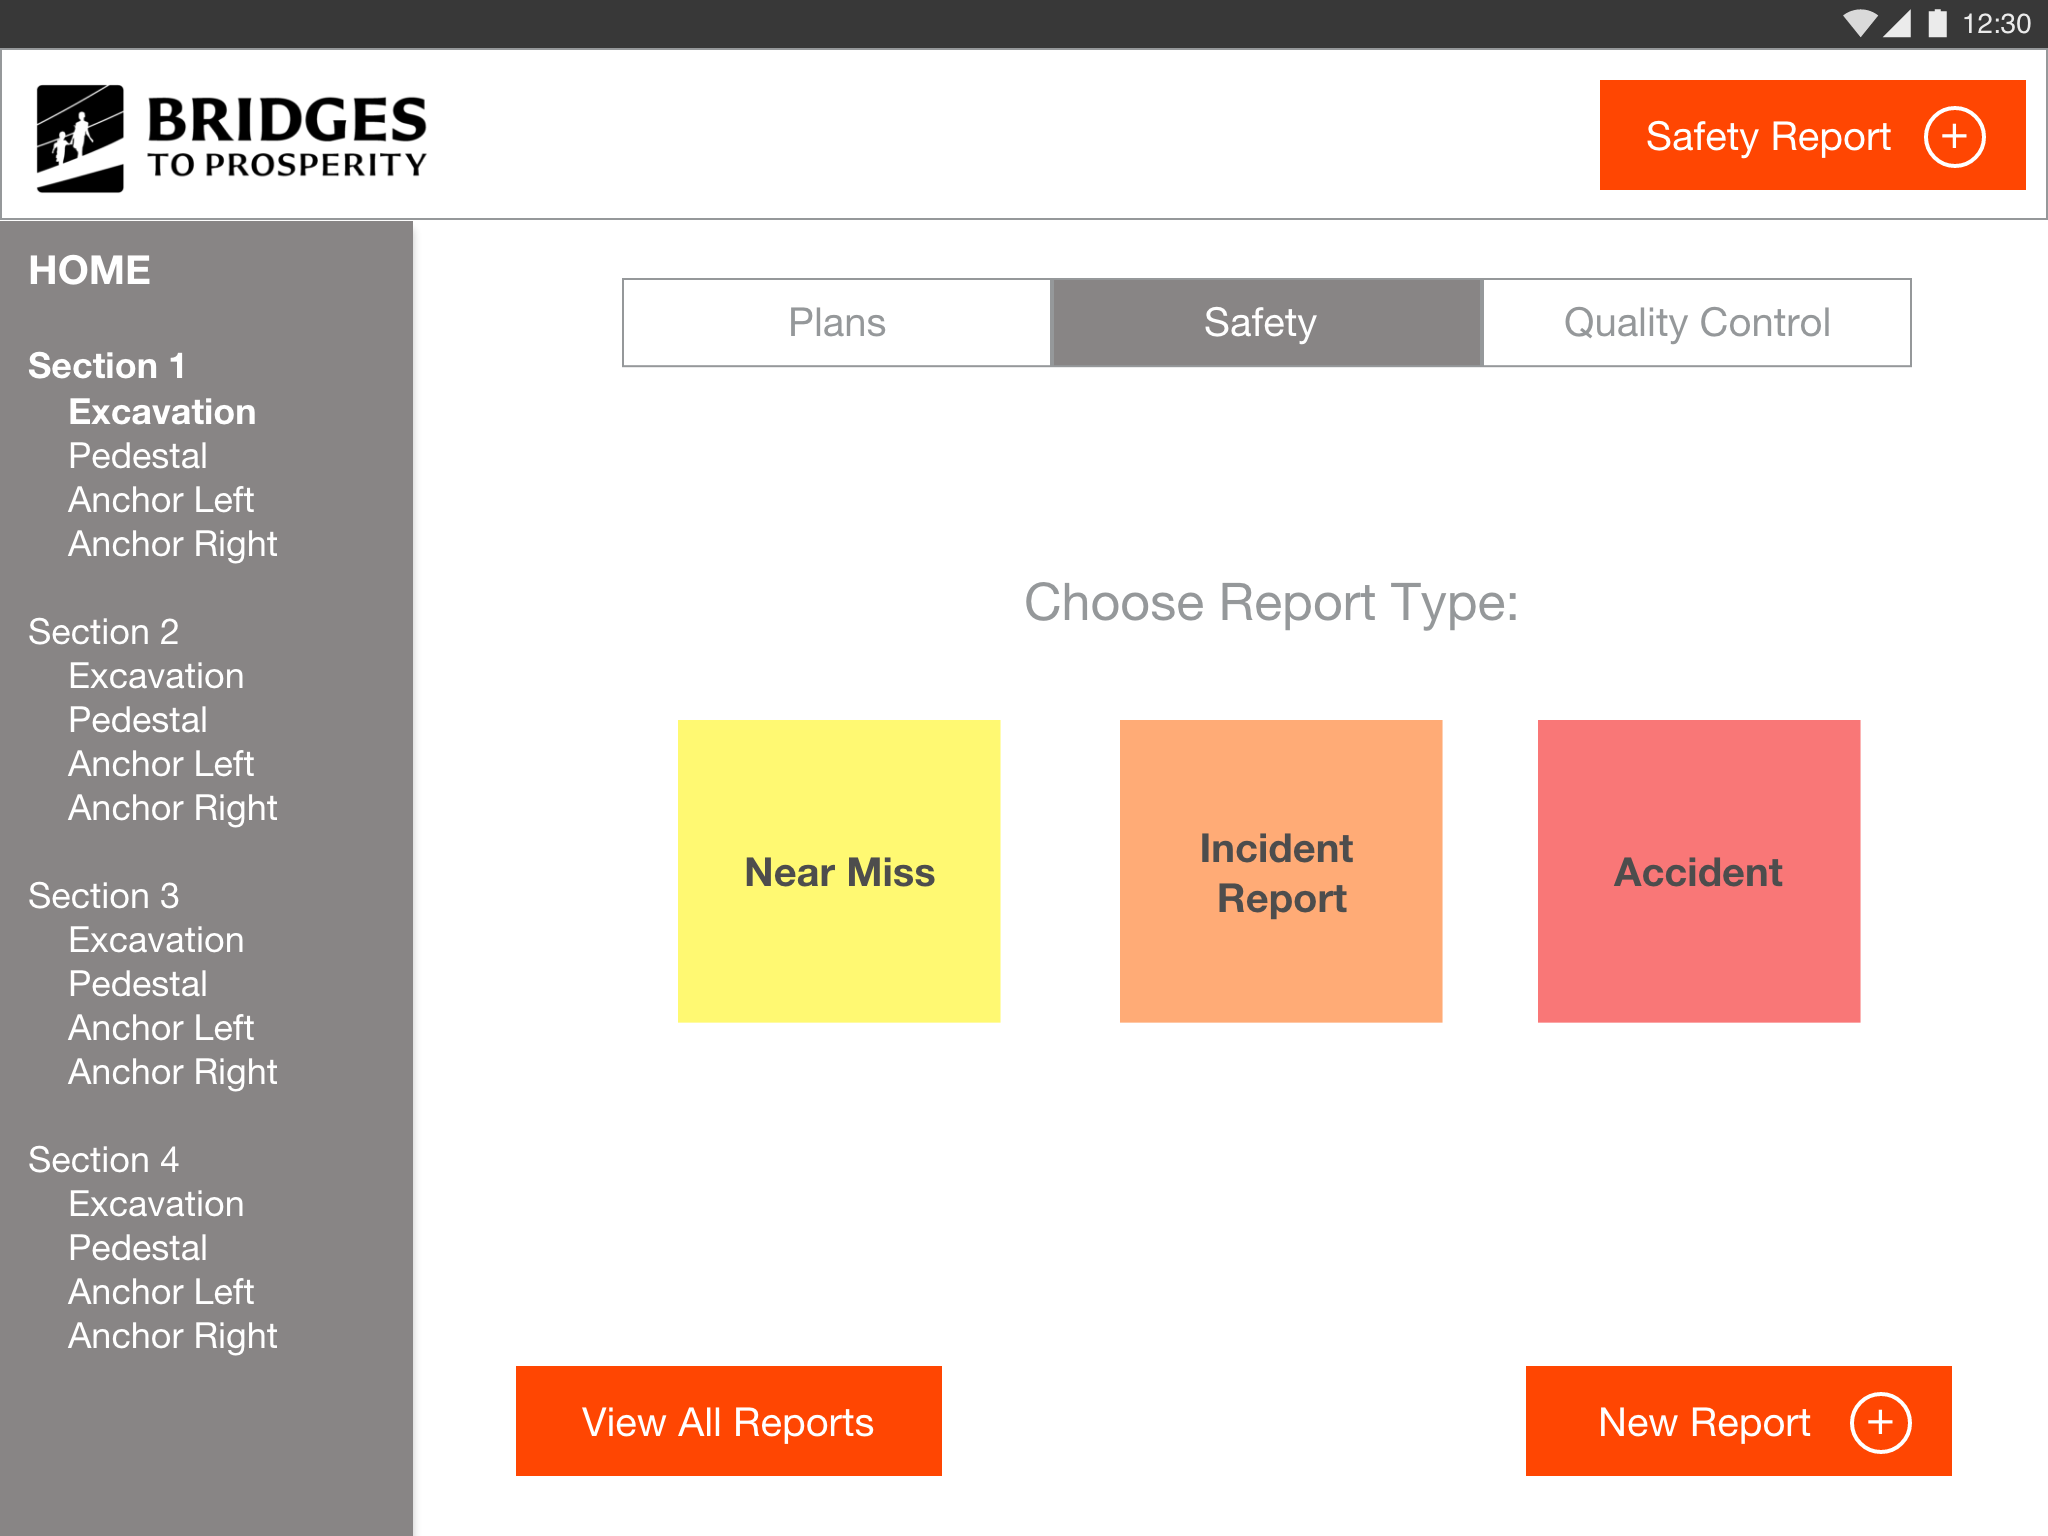 12:30
BRIDGES
TO PROSPERITY
Safety Report
HOME
Section 1
Excavation
Pedestal
Anchor Left
Anchor Right
Section 2
Excavation
Pedestal
Anchor Left
Anchor Right
Section 3
Excavation
Pedestal
Anchor Left
Anchor Right
Section 4
Excavation
Pedestal
Anchor Left
Anchor Right
Plans
Safety
Quality Control
Choose Report Type:
Near Miss
Incident
Report
Accident
View All Reports
New Report